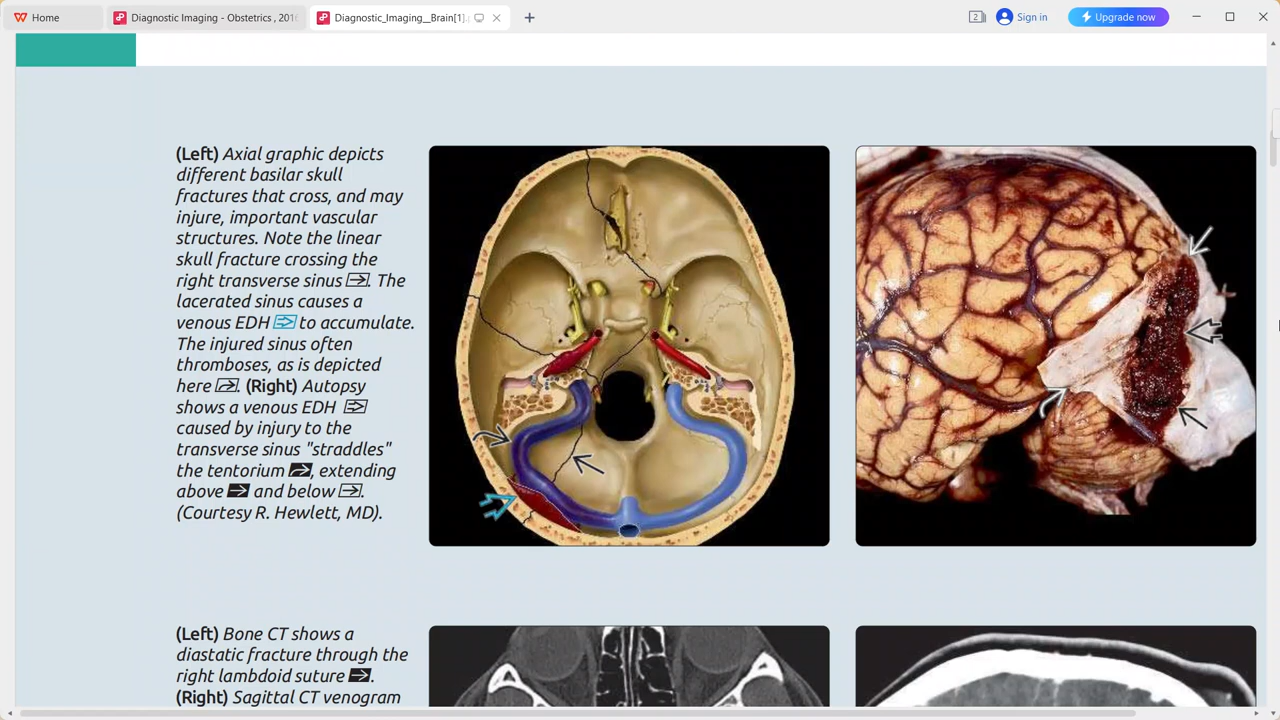 Home
Diagnostic Imaging - Obstetrics , 201
Diagnostic_Imaging__Brain[1].
2
Sign in
Upgrade now
(Left) Axial graphic depicts
different basilar skull
fractures that cross, and may
injure, important vascular
structures. Note the linear
skull fracture crossing the
right transverse sinus ➡. The
lacerated sinus causes a
venous EDH ➡ to accumulate.
The injured sinus often
thromboses, as is depicted
here ➡. (Right) Autopsy
shows a venous EDH ➡
caused by injury to the
transverse sinus "straddles"
the tentorium ➡, extending
above ➡ and below ➡.
(Courtesy R. Hewlett, MD).
(Left) Bone CT shows a
diastatic fracture through the
right lambdoid suture ➡.
(Right) Sagittal CT venogram